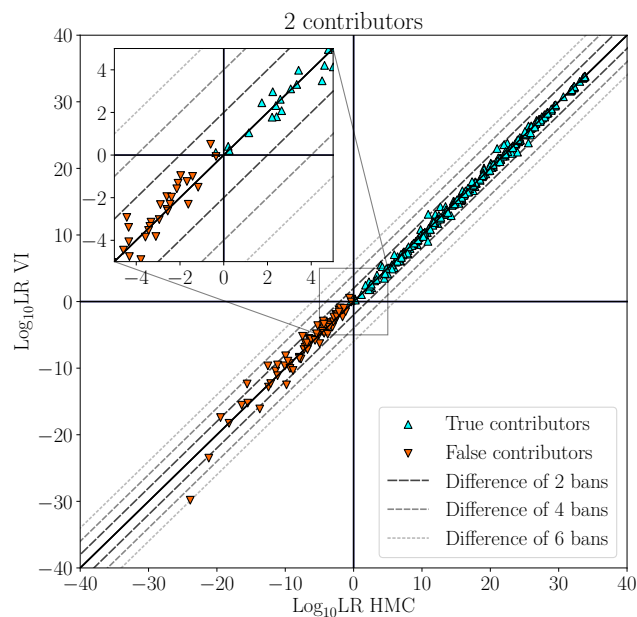 2 contributors
Log10LR VI
40
30
20
10
0
−10
−20
−30
−40
4
2
0
−2
−4
−4 −2 0 2 4
True contributors
False contributors
Difference of 2 bans
Difference of 4 bans
Difference of 6 bans
−40 −30 −20 −10 0 10 20 30 40
Log10LR HMC